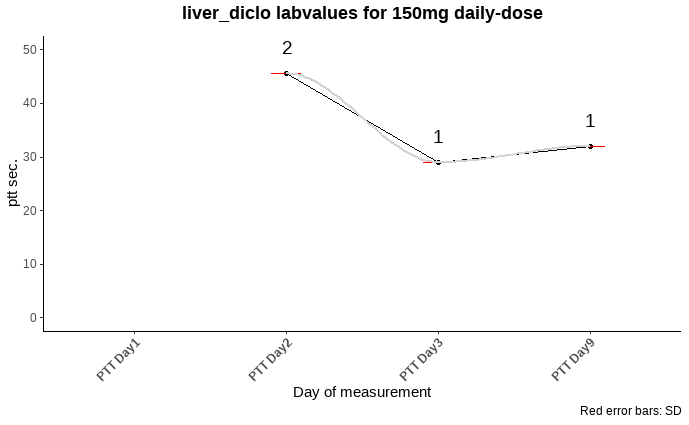 liver_diclo labvalues for 150mg daily-dose
ptt sec.
50
40
30
20
10
0
2
1
1
PTT Day1
PTT Day2
PTT Day3
PTT Day9
Day of measurement
Red error bars: SD